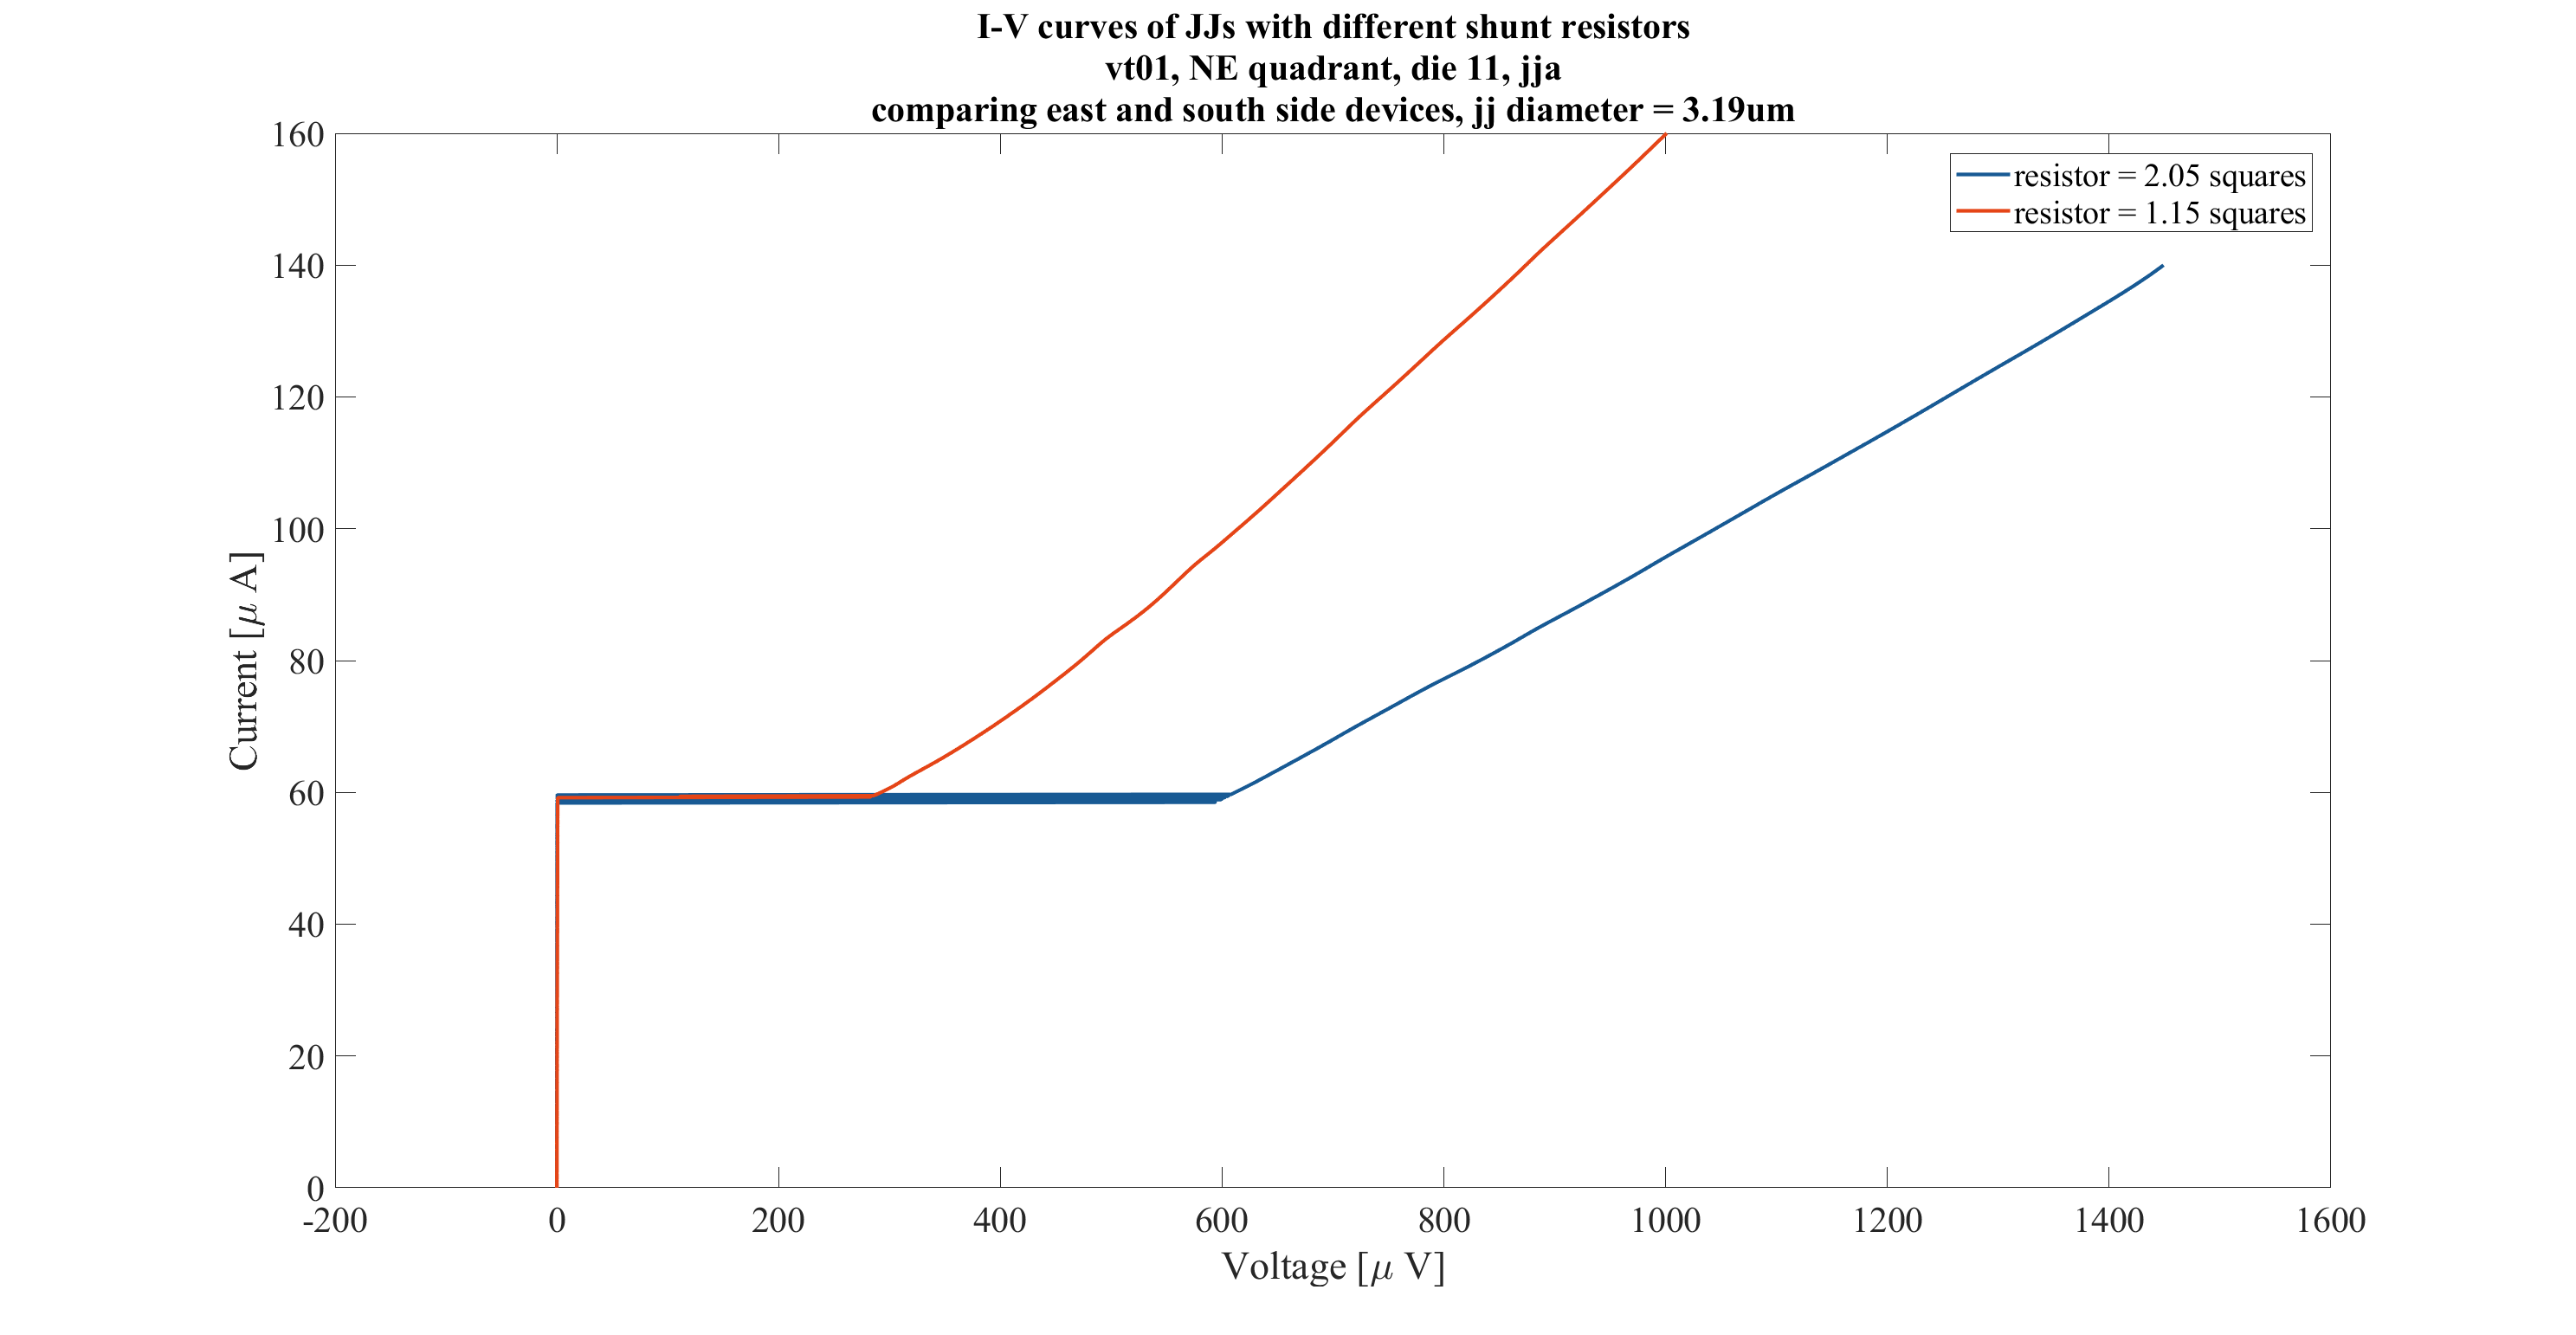 I-V curves of JJs with different shunt resistors
vt01, NE quadrant, die 11, jja
comparing east and south side devices, jj diameter = 3.19um
160
140
120
100
80
60
40
20
0
Current [μ A]
resistor = 2.05 squares
resistor = 1.15 squares
-200 0 200 400 600 800 1000 1200 1400 1600
Voltage [μ V]